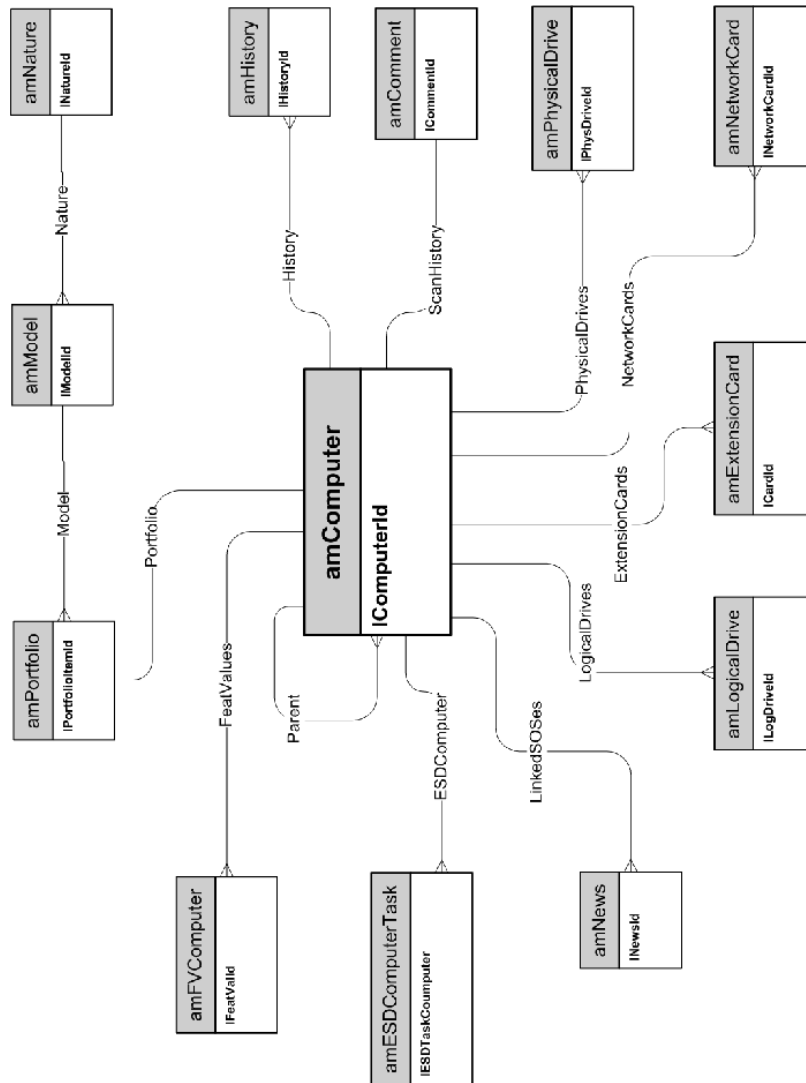 amPortfolio
lPortfolioItemId
Model
amModel
lModelId
Nature
amNature
lNatureId
Portfolio
amFVComputer
lFeatValId
FeatValues
amHistory
lHistoryId
History
Parent
amComputer
lComputerId
amComment
lCommentId
ScanHistory
amESDComputerTask
lESDTaskCoumputer
ESDComputer
LinkedSOSes
amNews
lNewsId
LogicalDrives
PhysicalDrives
amPhysicalDrive
lPhysDriveId
ExtensionCards
NetworkCards
amLogicalDrive
lLogDriveId
amExtensionCard
lCardId
amNetworkCard
lNetworkCardId